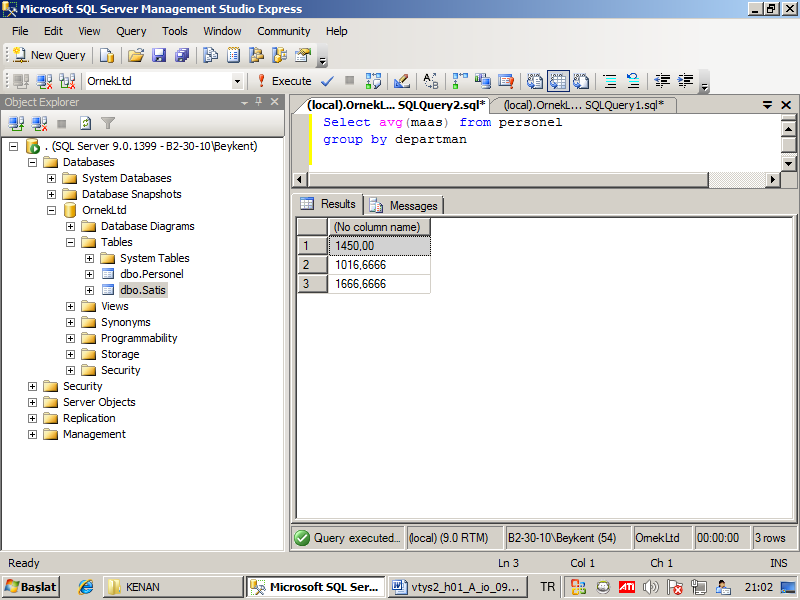 Microsoft SQL Server Management Studio Express
File Edit View Query Tools Window Community Help
New Query
OrnekLtd Execute
Object Explorer
. (SQL Server 9.0.1399 - B2-30-10\Beykent)
Databases
System Databases
Database Snapshots
OrnekLtd
Database Diagrams
Tables
System Tables
dbo.Personel
dbo.Satis
Views
Synonyms
Programmability
Storage
Security
Security
Server Objects
Replication
Management
(local).OrnekL... SQLQuery2.sql* (local).OrnekL... SQLQuery1.sql*
Select avg(maas) from personel
group by departman
Results Messages
(No column name)
1 1450,00
2 1016,6666
3 1666,6666
Query executed... (local) (9.0 RTM) B2-30-10\Beykent (54) OrnekLtd 00:00:00 3 rows
Ready Ln 3 Col 1 Ch 1 INS
Başlat KENAN Microsoft SQL Ser... vtys2_h01_A_io_09... TR ATI 21:02